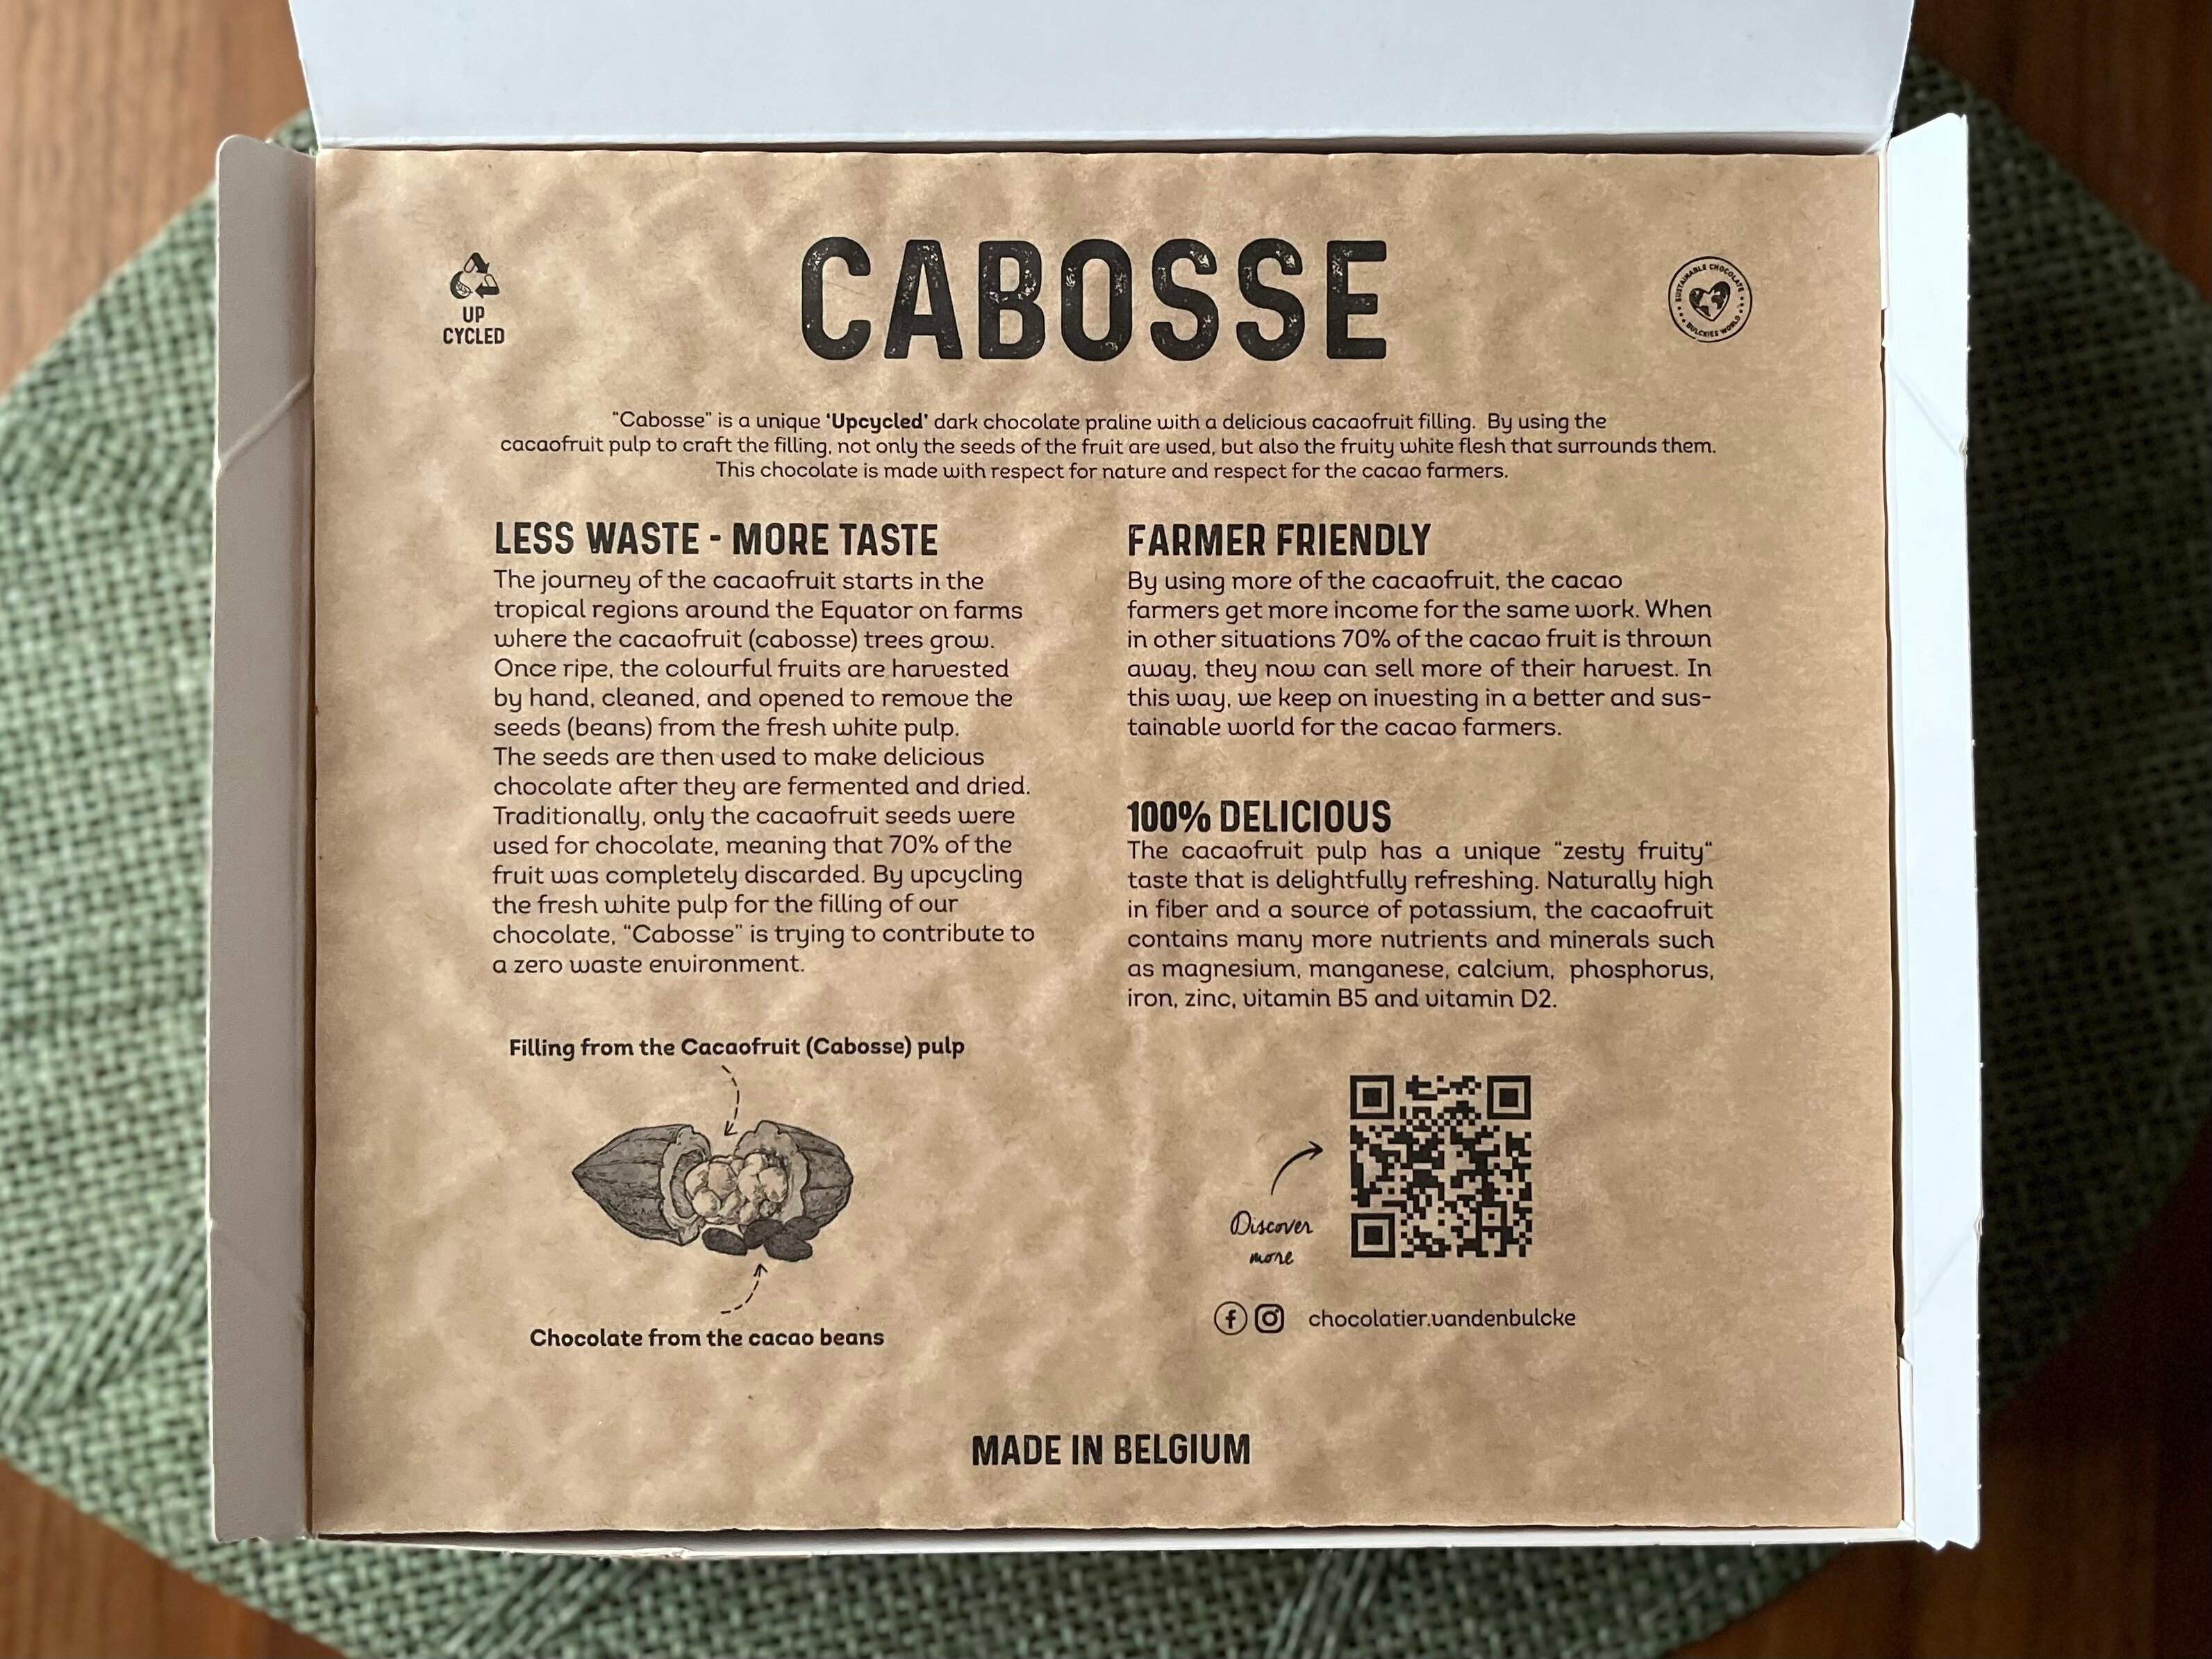 UP
CYCLED
CABOSSE
SUSTAINABLE CHOCOLATE
BULCKIES WORLD
“Cabosse” is a unique ‘Upcycled’ dark chocolate praline with a delicious cacaofruit filling. By using the
cacaofruit pulp to craft the filling, not only the seeds of the fruit are used, but also the fruity white flesh that surrounds them.
This chocolate is made with respect for nature and respect for the cacao farmers.
LESS WASTE - MORE TASTE
The journey of the cacaofruit starts in the
tropical regions around the Equator on farms
where the cacaofruit (cabosse) trees grow.
Once ripe, the colourful fruits are harvested
by hand, cleaned, and opened to remove the
seeds (beans) from the fresh white pulp.
The seeds are then used to make delicious
chocolate after they are fermented and dried.
Traditionally, only the cacaofruit seeds were
used for chocolate, meaning that 70% of the
fruit was completely discarded. By upcycling
the fresh white pulp for the filling of our
chocolate, “Cabosse” is trying to contribute to
a zero waste environment.
Filling from the Cacaofruit (Cabosse) pulp
Chocolate from the cacao beans
FARMER FRIENDLY
By using more of the cacaofruit, the cacao
farmers get more income for the same work. When
in other situations 70% of the cacao fruit is thrown
away, they now can sell more of their harvest. In
this way, we keep on investing in a better and sus-
tainable world for the cacao farmers.
100% DELICIOUS
The cacaofruit pulp has a unique “zesty fruity“
taste that is delightfully refreshing. Naturally high
in fiber and a source of potassium, the cacaofruit
contains many more nutrients and minerals such
as magnesium, manganese, calcium, phosphorus,
iron, zinc, vitamin B5 and vitamin D2.
Discover
more
chocolatier.vandenbulcke
MADE IN BELGIUM